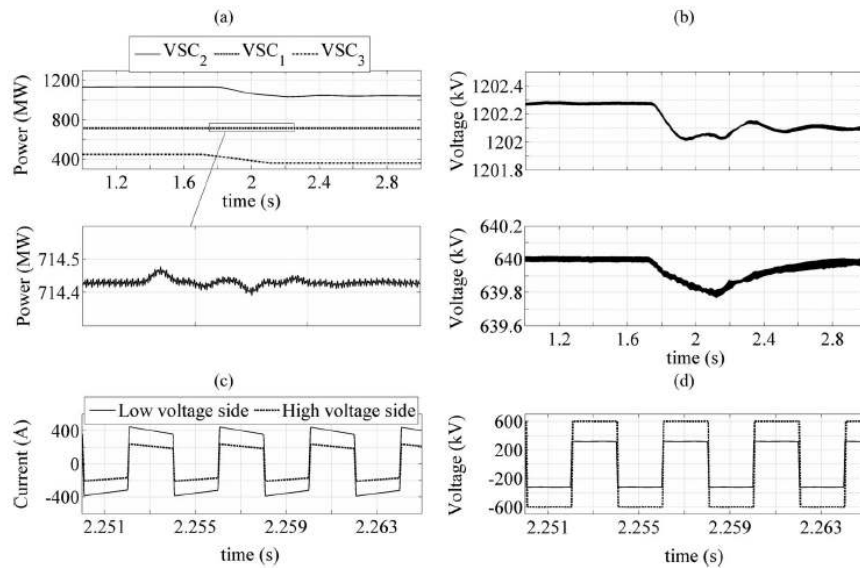 (a)
VSC2 VSC1 VSC3
Power (MW)
1200
800
400
1.2 1.6 2 2.4 2.8
time (s)
Power (MW)
714.5
714.4
(b)
Voltage (kV)
1202.4
1202.2
1202
1201.8
Voltage (kV)
640.2
640
639.8
639.6
1.2 1.6 2 2.4 2.8
time (s)
(c)
Low voltage side High voltage side
Current (A)
400
0
-400
2.251 2.255 2.259 2.263
time (s)
(d)
Voltage (kV)
600
200
-200
-600
2.251 2.255 2.259 2.263
time (s)